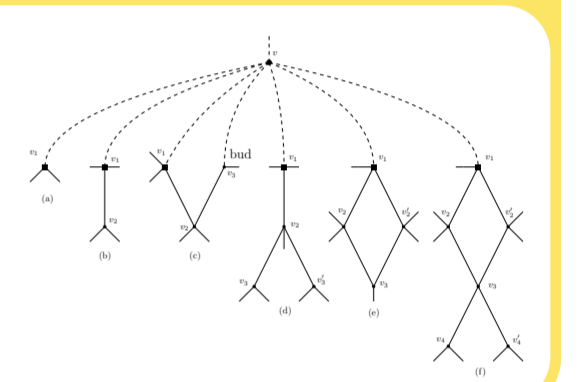 v
v₁
v₁
v₁
bud
v₃
v₁
v₁
v₁
(a)
v₂
v₂
v₂
v₂
v₂′
v₂
v₂′
(b)
(c)
v₃
v₃′
v₃
v₃
(d)
(e)
v₄
v₄′
(f)